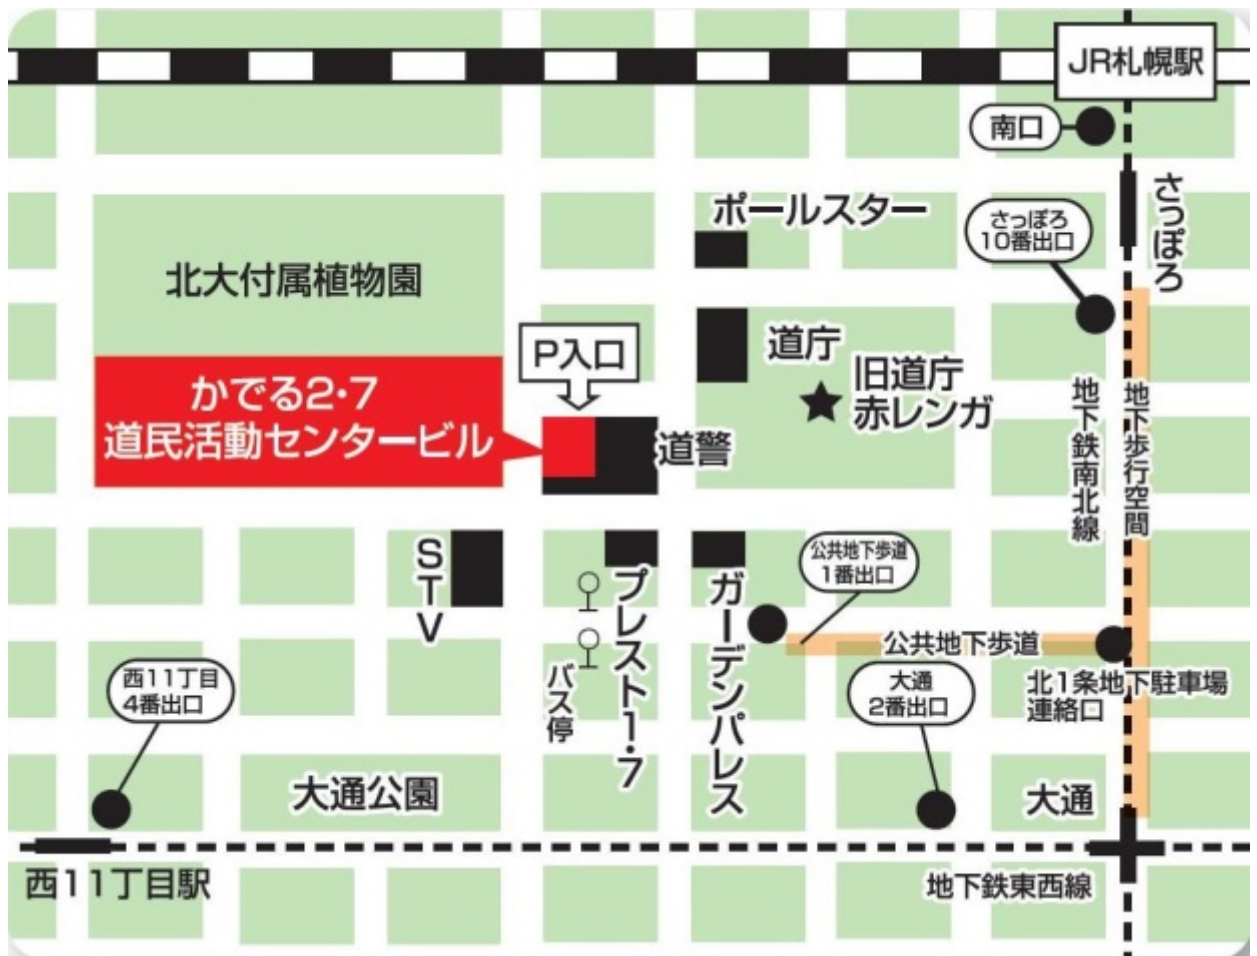 JR札幌駅
南口
さっぽろ
ポールスター
さっぽろ
10番出口
北大付属植物園
P入口
道庁
旧道庁
赤レンガ
かでる2・7
道民活動センタービル
道警
地下鉄南北線
地下歩行空間
STV
プレスト1・7
ガーデンパレス
公共地下歩道
1番出口
公共地下歩道
バス停
西11丁目
4番出口
大通
2番出口
北1条地下駐車場
連絡口
大通公園
大通
西11丁目駅
地下鉄東西線